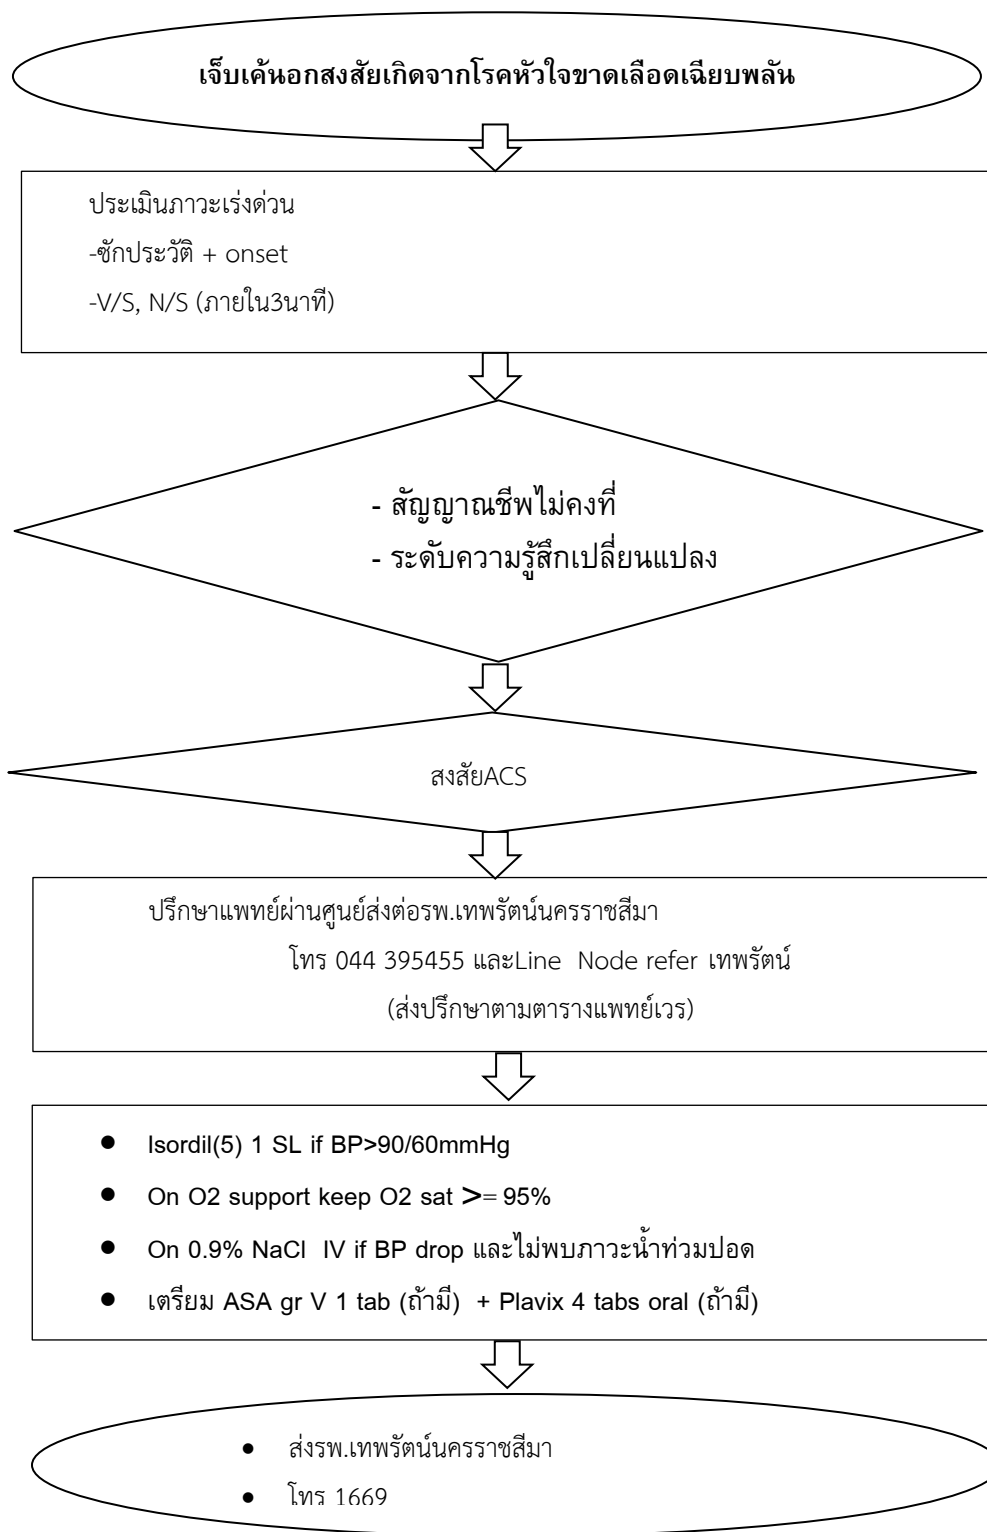 เจ็บเค้นอกสงสัยเกิดจากโรคหัวใจขาดเลือดเฉียบพลัน
ประเมินภาวะเร่งด่วน
-ซักประวัติ + onset
-V/S, N/S (ภายใน3นาที)
- สัญญาณชีพไม่คงที่
- ระดับความรู้สึกเปลี่ยนแปลง
สงสัยACS
ปรึกษาแพทย์ผ่านศูนย์ส่งต่อรพ.เทพรัตน์นครราชสีมา
โทร 044 395455 และLine Node refer เทพรัตน์
(ส่งปรึกษาตามตารางแพทย์เวร)
● Isordil(5) 1 SL if BP>90/60mmHg
● On O2 support keep O2 sat >= 95%
● On 0.9% NaCl IV if BP drop และไม่พบภาวะน้ำท่วมปอด
● เตรียม ASA gr V 1 tab (ถ้ามี) + Plavix 4 tabs oral (ถ้ามี)
● ส่งรพ.เทพรัตน์นครราชสีมา
● โทร 1669